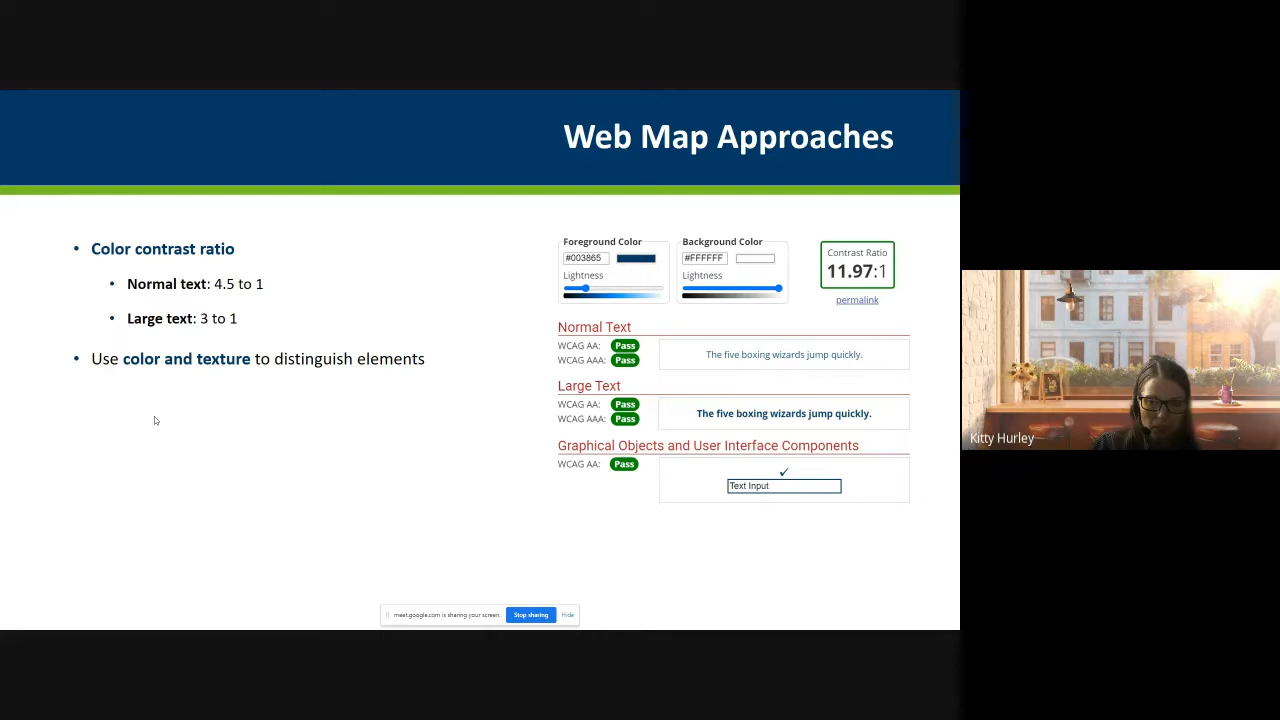 Web Map Approaches
• Color contrast ratio
• Normal text: 4.5 to 1
• Large text: 3 to 1
• Use color and texture to distinguish elements
Foreground Color
#003865
Lightness
Background Color
#FFFFFF
Lightness
Contrast Ratio
11.97:1
permalink
Normal Text
WCAG AA: Pass
WCAG AAA: Pass
The five boxing wizards jump quickly.
Large Text
WCAG AA: Pass
WCAG AAA: Pass
The five boxing wizards jump quickly.
Graphical Objects and User Interface Components
WCAG AA: Pass
✓
Text Input
meet.google.com is sharing your screen.
Stop sharing
Hide
Kitty Hurley